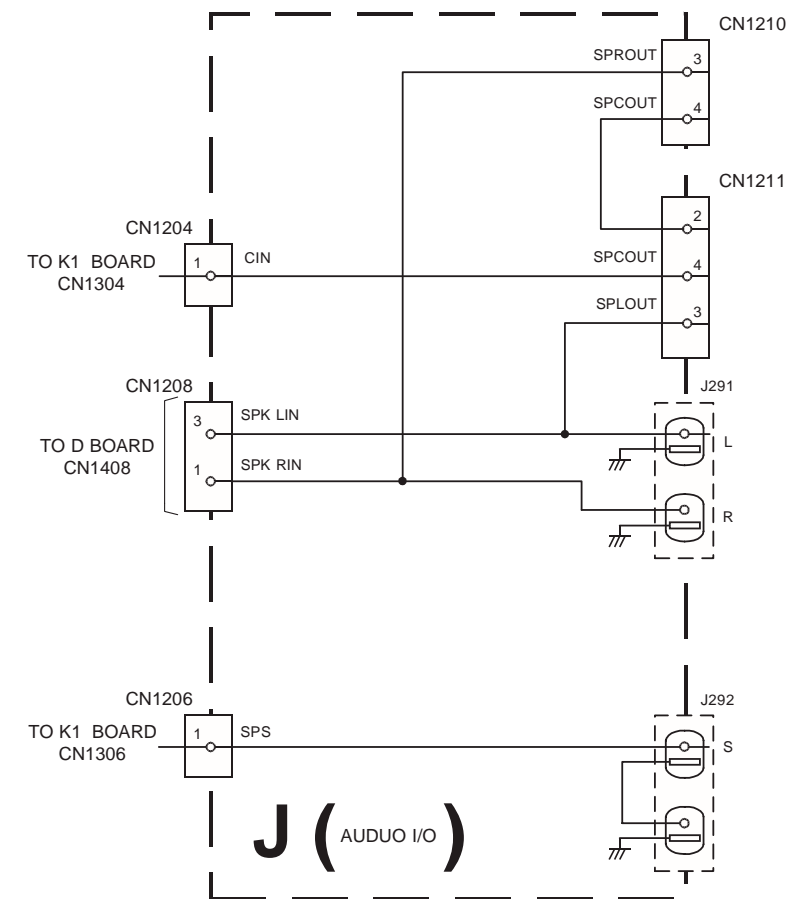 CN1210
SPROUT
3
SPCOUT
4
CN1211
2
CN1204
TO K1 BOARD
CN1304
1
CIN
SPCOUT
4
SPLOUT
3
CN1208
J291
TO D BOARD
CN1408
3
SPK LIN
L
1
SPK RIN
R
CN1206
J292
TO K1 BOARD
CN1306
1
SPS
S
J ( AUDUO I/O )